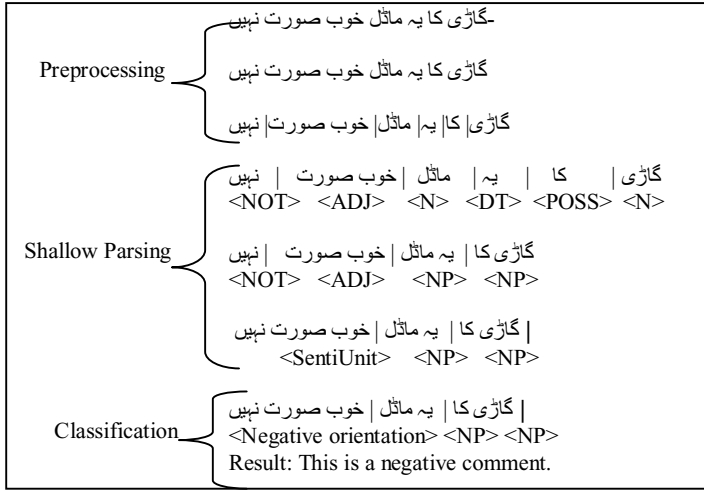 گاڑی کا یہ ماڈل خوب صورت نہیں-
Preprocessing
گاڑی کا یہ ماڈل خوب صورت نہیں
گاڑی| کا| یہ| ماڈل| خوب صورت| نہیں
گاڑی | کا | یہ | ماڈل | خوب صورت | نہیں
<NOT> <ADJ> <N> <DT> <POSS> <N>
Shallow Parsing
گاڑی کا | یہ ماڈل | خوب صورت | نہیں
<NOT> <ADJ> <NP> <NP>
| گاڑی کا | یہ ماڈل | خوب صورت نہیں
<SentiUnit> <NP> <NP>
| گاڑی کا | یہ ماڈل | خوب صورت نہیں
Classification
<Negative orientation> <NP> <NP>
Result: This is a negative comment.